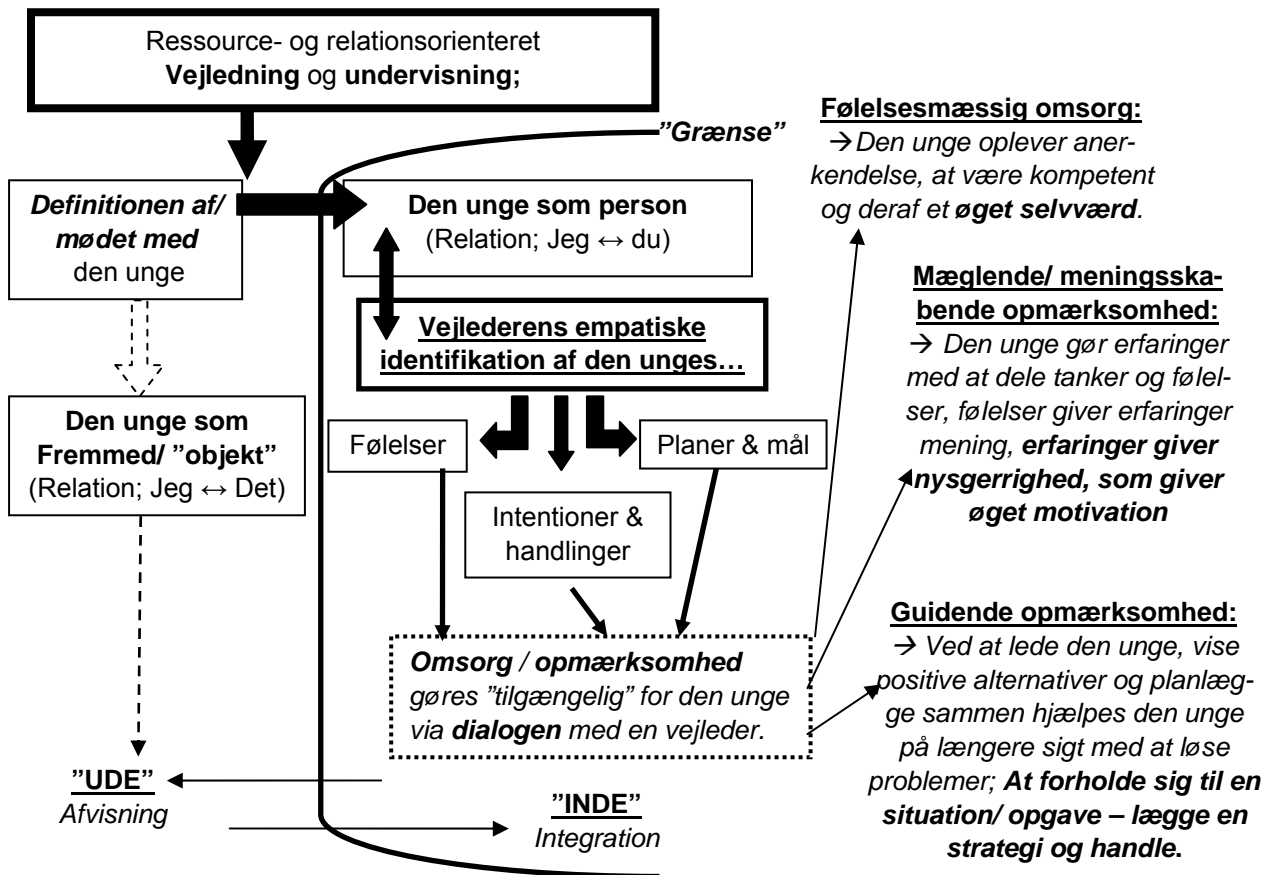 Ressource- og relationsorienteret
Vejledning og undervisning;
”Grænse”
Definitionen af/
mødet med
den unge
Den unge som person
(Relation; Jeg ↔ du)
Vejlederens empatiske
identifikation af den unges…
Den unge som
Fremmed/ ”objekt”
(Relation; Jeg ↔ Det)
Følelser
Planer & mål
Intentioner &
handlinger
Omsorg / opmærksomhed
gøres ”tilgængelig” for den unge
via dialogen med en vejleder.
”UDE”
Afvisning
”INDE”
Integration
Følelsesmæssig omsorg:
→ Den unge oplever aner-
kendelse, at være kompetent
og deraf et øget selvværd.
Mæglende/ meningsska-
bende opmærksomhed:
→ Den unge gør erfaringer
med at dele tanker og følel-
ser, følelser giver erfaringer
mening, erfaringer giver
nysgerrighed, som giver
øget motivation
Guidende opmærksomhed:
→ Ved at lede den unge, vise
positive alternativer og planlæg-
ge sammen hjælpes den unge
på længere sigt med at løse
problemer; At forholde sig til en
situation/ opgave – lægge en
strategi og handle.